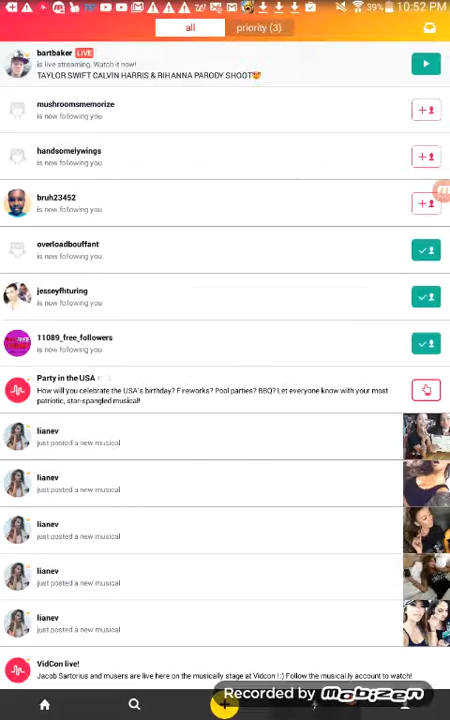 39% 10:52 PM
all priority (3)
bartbaker LIVE
is live streaming. Watch it now!
TAYLOR SWIFT CALVIN HARRIS & RIHANNA PARODY SHOOT😍
mushroomsmemorize
is now following you
handsomelywings
is now following you
bruh23452
is now following you
overloadbouffant
is now following you
jesseyfhturing
is now following you
11089_free_followers
is now following you
Party in the USA
How will you celebrate the USA's birthday? Fireworks? Pool parties? BBQ? Let everyone know with your most
patriotic, star-spangled musical!
lianev
just posted a new musical
lianev
just posted a new musical
lianev
just posted a new musical
lianev
just posted a new musical
lianev
just posted a new musical
VidCon live!
Jacob Sartorius and musers are live here on the musically stage at Vidcon ! :) Follow the musical.ly account to watch!
Recorded by Mobizen